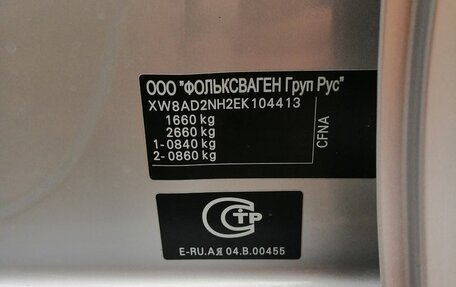 ООО "ФОЛЬКСВАГЕН Груп Рус"
XW8AD2NH2EK104413
1660 kg
2660 kg
1-0840 kg
2-0860 kg
CFNA
СТР
E-RU.АЯ 04.B.00455